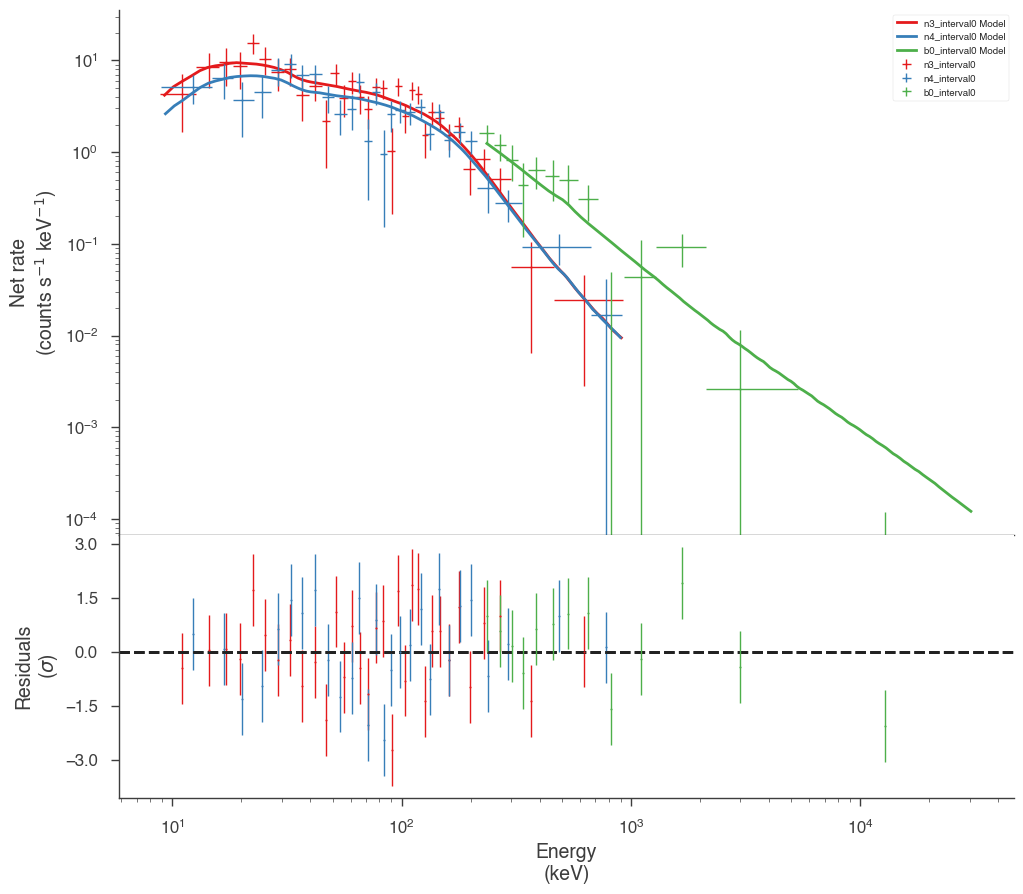 n3_interval0 Model
n4_interval0 Model
b0_interval0 Model
n3_interval0
n4_interval0
b0_interval0
10¹
10⁰
10⁻¹
10⁻²
10⁻³
10⁻⁴
Net rate
(counts s⁻¹ keV⁻¹)
3.0
1.5
0.0
−1.5
−3.0
Residuals
(σ)
10¹ 10² 10³ 10⁴
Energy
(keV)